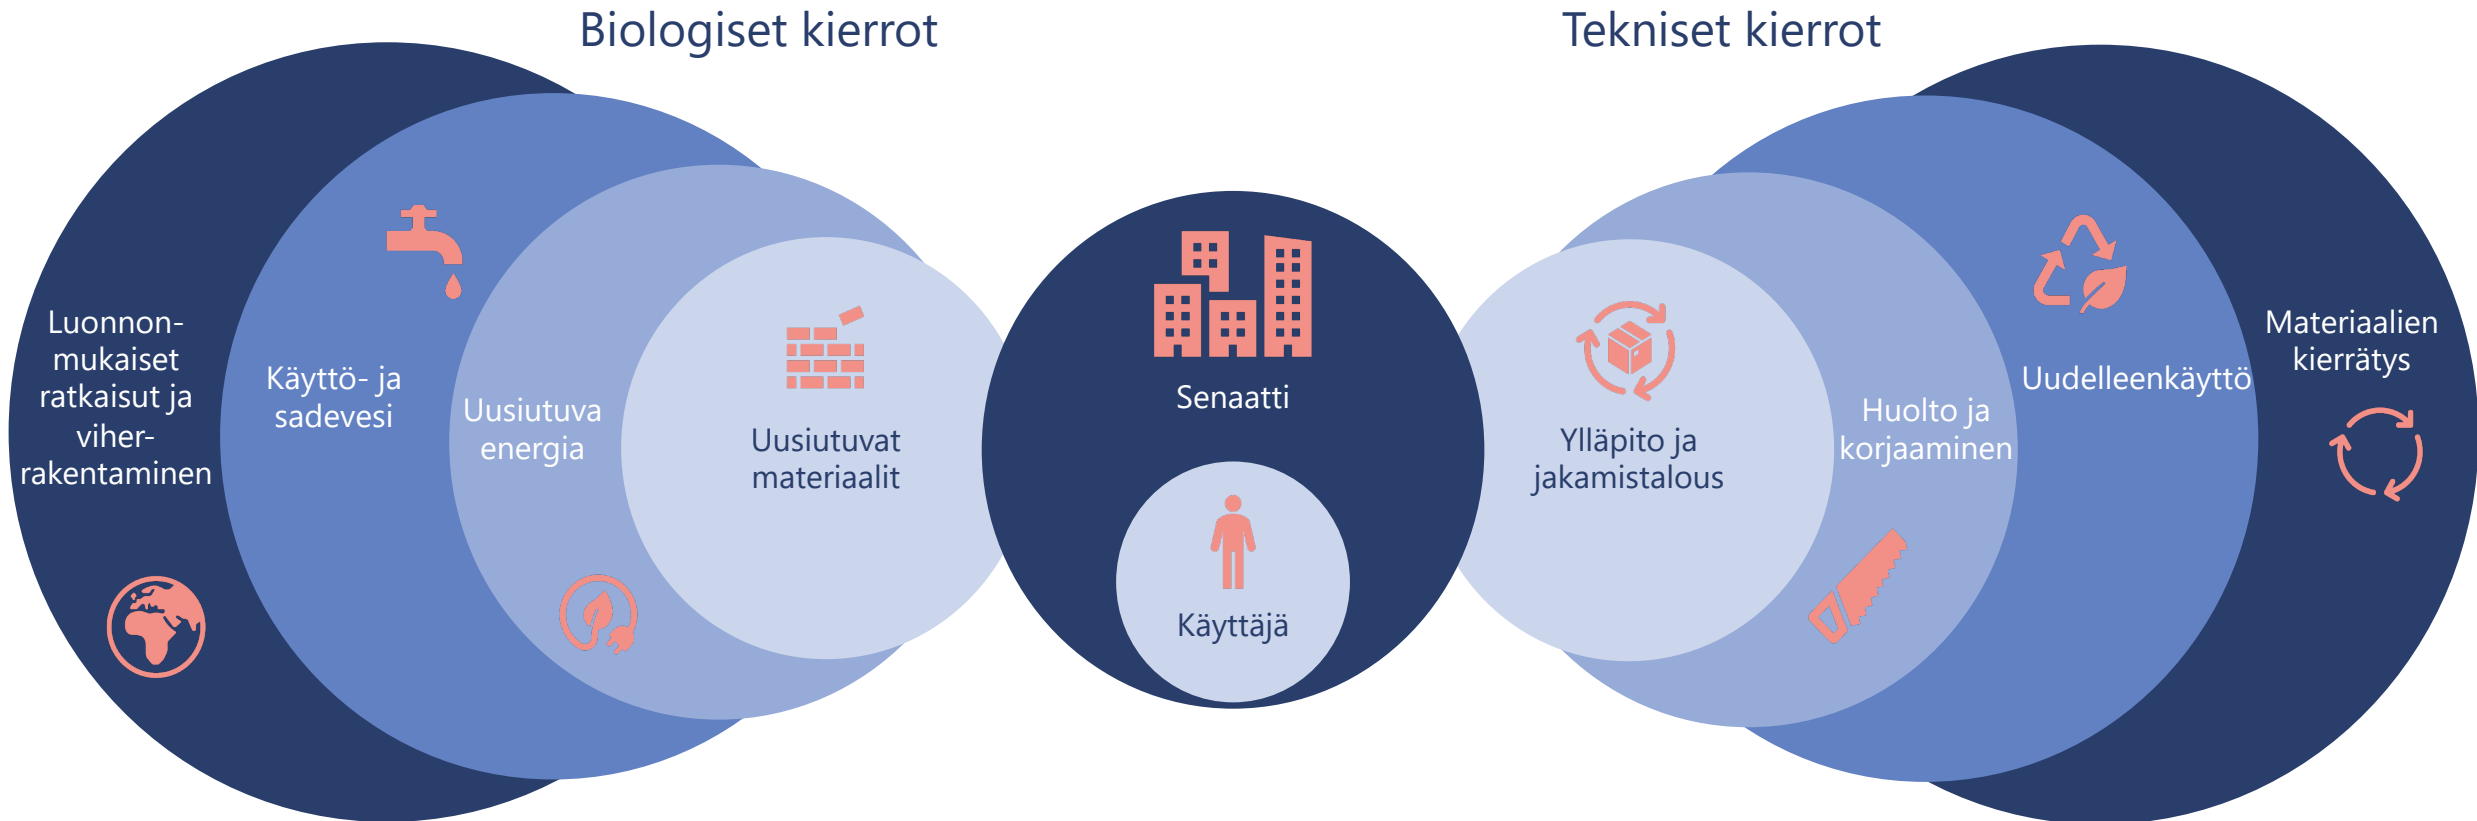 Biologiset kierrot
Tekniset kierrot
Luonnon-
mukaiset
ratkaisut ja
viher-
rakentaminen
Käyttö- ja
sadevesi
Uusiutuva
energia
Uusiutuvat
materiaalit
Senaatti
Käyttäjä
Ylläpito ja
jakamistalous
Huolto ja
korjaaminen
Uudelleenkäyttö
Materiaalien
kierrätys